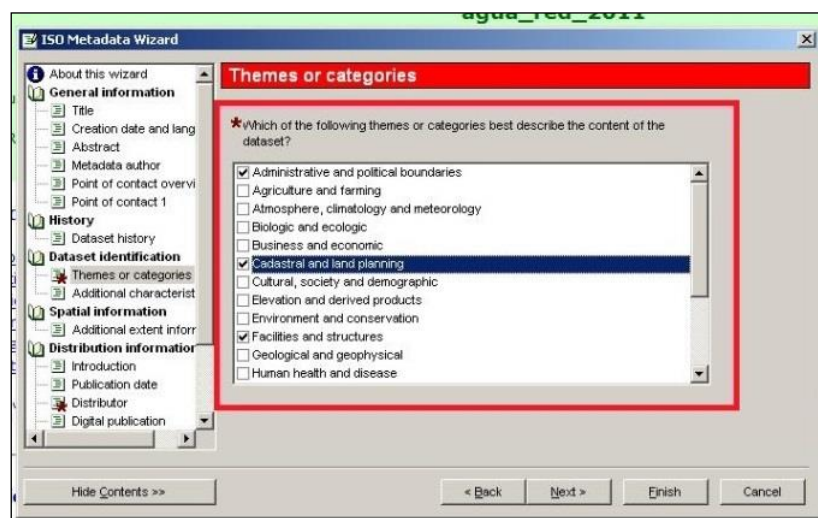 agua_red_2011
ISO Metadata Wizard
About this wizard
General information
Title
Creation date and lang
Abstract
Metadata author
Point of contact overvi
Point of contact 1
History
Dataset history
Dataset identification
Themes or categories
Additional characterist
Spatial information
Additional extent inforr
Distribution information
Introduction
Publication date
Distributor
Digital publication
Themes or categories
*Which of the following themes or categories best describe the content of the
dataset?
Administrative and political boundaries
Agriculture and farming
Atmosphere, climatology and meteorology
Biologic and ecologic
Business and economic
Cadastral and land planning
Cultural, society and demographic
Elevation and derived products
Environment and conservation
Facilities and structures
Geological and geophysical
Human health and disease
Hide Contents >>
< Back
Next >
Finish
Cancel